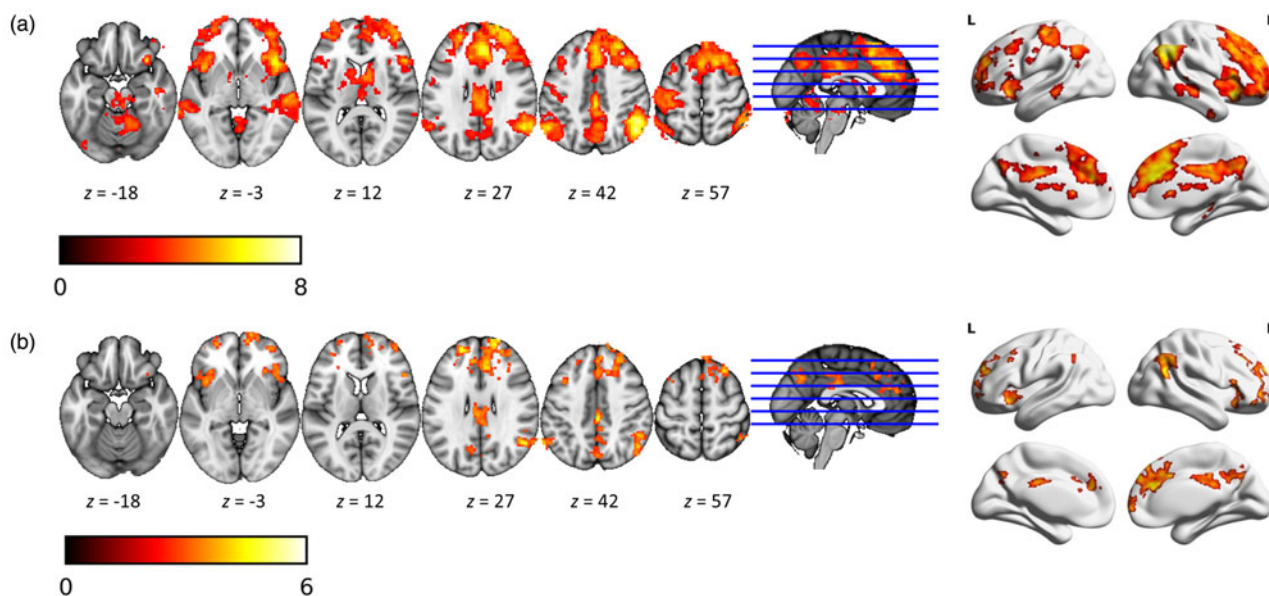 (a)
L
z = -18 z = -3 z = 12 z = 27 z = 42 z = 57
0 8
(b)
L
z = -18 z = -3 z = 12 z = 27 z = 42 z = 57
0 6